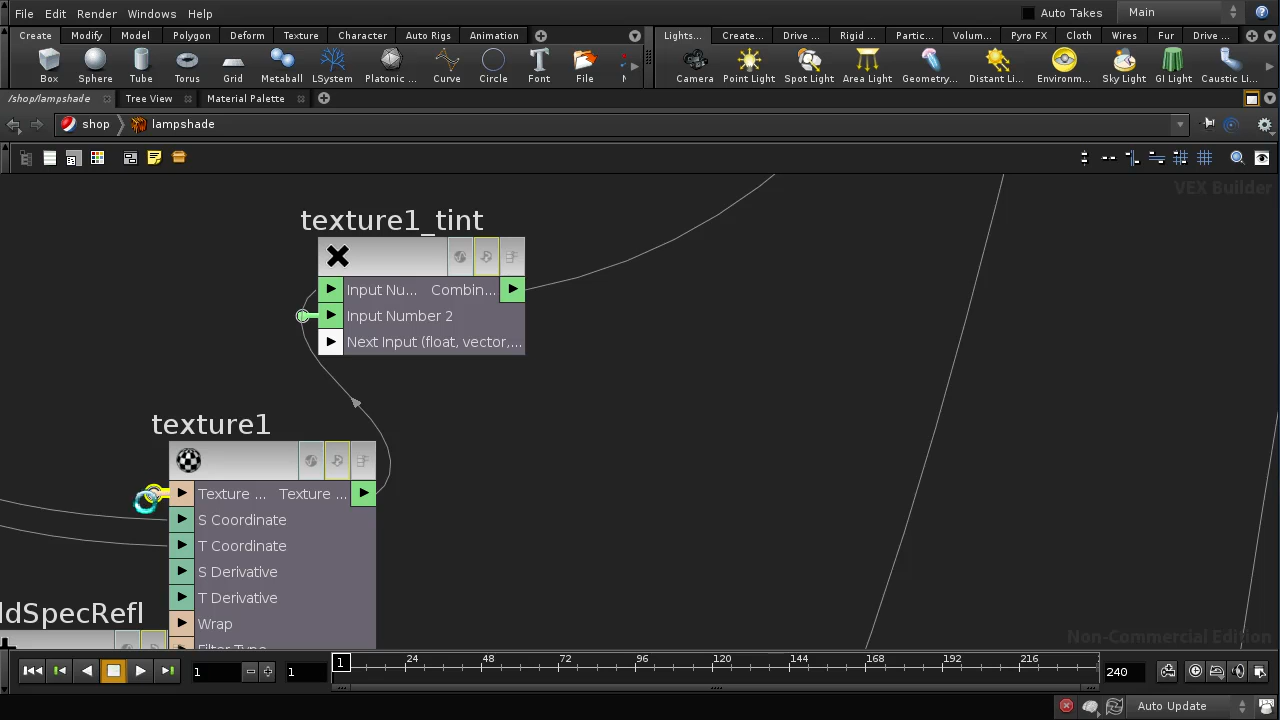 File Edit Render Windows Help Auto Takes Main
Create Modify Model Polygon Deform Texture Character Auto Rigs Animation Lights... Create... Drive ... Rigid ... Partic... Volum... Pyro FX Cloth Wires Fur Drive ...
Box Sphere Tube Torus Grid Metaball LSystem Platonic ... Curve Circle Font File Camera Point Light Spot Light Area Light Geometry... Distant Li... Environm... Sky Light GI Light Caustic Li...
/shop/lampshade Tree View Material Palette
shop lampshade
VEX Builder
texture1_tint
Input Nu... Combin...
Input Number 2
Next Input (float, vector,...
texture1
Texture ... Texture ...
S Coordinate
T Coordinate
S Derivative
T Derivative
ldSpecRefl
Wrap
Filter Type
Non-Commercial Edition
1 1 1 24 48 72 96 120 144 168 192 216 240
Auto Update